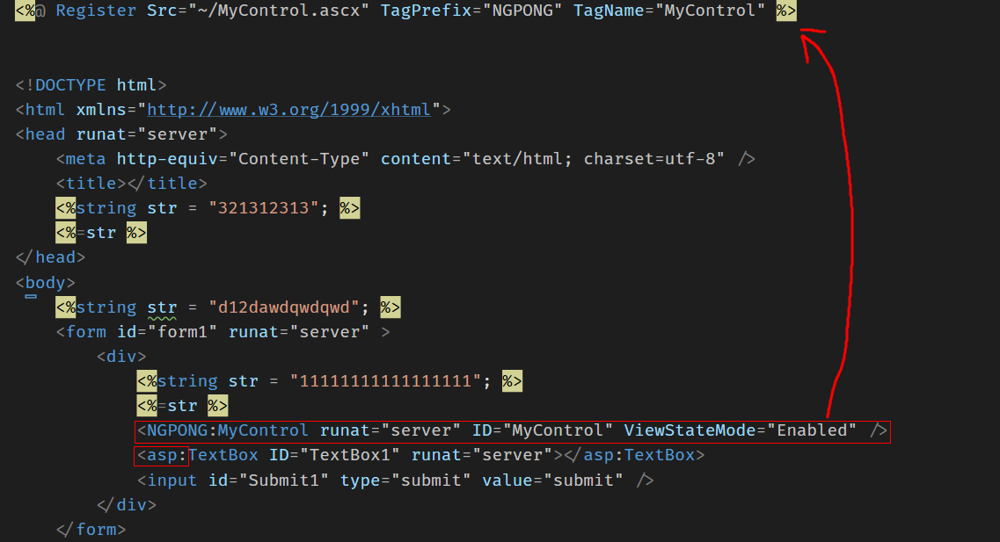 <%@ Register Src="~/MyControl.ascx" TagPrefix="NGPONG" TagName="MyControl" %>
<!DOCTYPE html>
<html xmlns="http://www.w3.org/1999/xhtml">
<head runat="server">
<meta http-equiv="Content-Type" content="text/html; charset=utf-8" />
<title></title>
<%string str = "321312313"; %>
<%=str %>
</head>
<body>
<%string str = "d12dawdqwdqwd"; %>
<form id="form1" runat="server" >
<div>
<%string str = "11111111111111111"; %>
<%=str %>
<NGPONG:MyControl runat="server" ID="MyControl" ViewStateMode="Enabled" />
<asp:TextBox ID="TextBox1" runat="server"></asp:TextBox>
<input id="Submit1" type="submit" value="submit" />
</div>
</form>